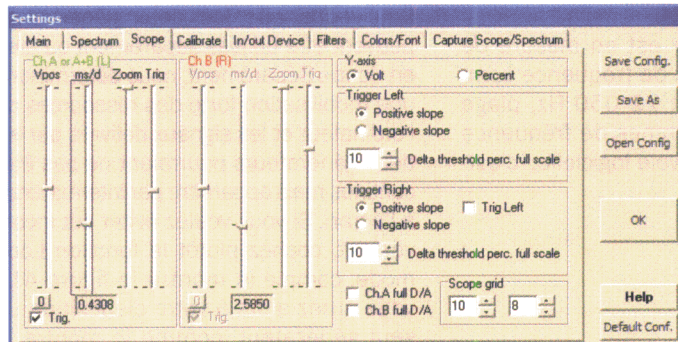 Settings
Main Spectrum Scope Calibrate In/out Device Filters Colors/Font Capture Scope/Spectrum
Ch A or A+B (L)
Vpos ms/d Zoom Trig
0
0.4308
Trig.
Ch B (R)
Vpos ms/d Zoom Trig
0
2.5850
Trig.
Y-axis
Volt Percent
Trigger Left
Positive slope
Negative slope
10 Delta threshold perc. full scale
Trigger Right
Positive slope Trig Left
Negative slope
10 Delta threshold perc. full scale
Ch.A full D/A
Ch.B full D/A
Scope grid
10 8
Save Config.
Save As
Open Config
OK
Help
Default Conf.